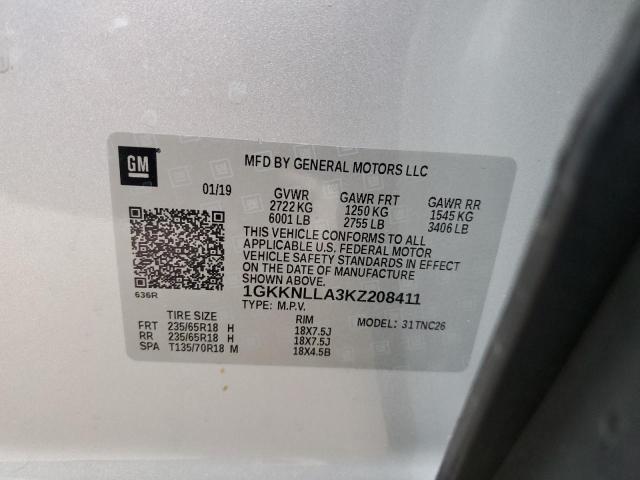 GM
MFD BY GENERAL MOTORS LLC
01/19 GVWR GAWR FRT GAWR RR
2722 KG 1250 KG 1545 KG
6001 LB 2755 LB 3406 LB
THIS VEHICLE CONFORMS TO ALL
APPLICABLE U.S. FEDERAL MOTOR
VEHICLE SAFETY STANDARDS IN EFFECT
ON THE DATE OF MANUFACTURE
SHOWN ABOVE.
636R
1GKKNLLA3KZ208411
TYPE: M.P.V.
TIRE SIZE RIM MODEL: 31TNC26
FRT 235/65R18 H 18X7.5J
RR 235/65R18 H 18X7.5J
SPA T135/70R18 M 18X4.5B